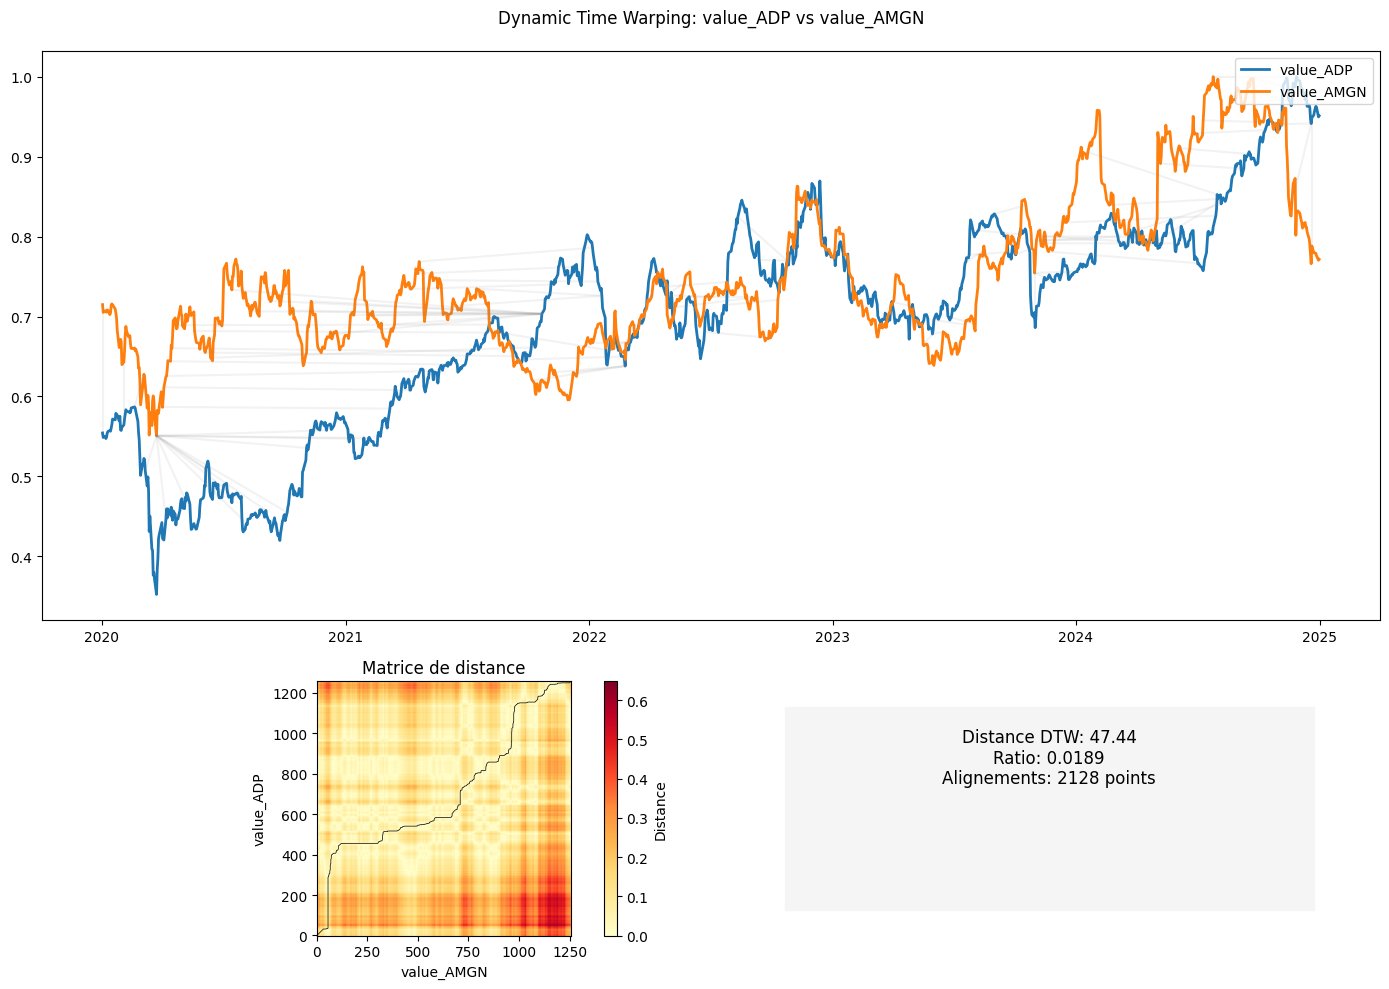 Dynamic Time Warping: value_ADP vs value_AMGN
value_ADP
value_AMGN
1.0
0.9
0.8
0.7
0.6
0.5
0.4
2020 2021 2022 2023 2024 2025
Matrice de distance
value_ADP
1200
1000
800
600
400
200
0
0 250 500 750 1000 1250
value_AMGN
0.6
0.5
0.4
0.3
0.2
0.1
0.0
Distance
Distance DTW: 47.44
Ratio: 0.0189
Alignements: 2128 points